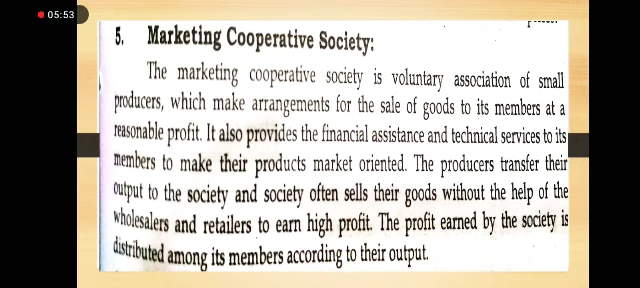 05:53
5. Marketing Cooperative Society:
The marketing cooperative society is voluntary association of small
producers, which make arrangements for the sale of goods to its members at a
reasonable profit. It also provides the financial assistance and technical services to its
members to make their products market oriented. The producers transfer their
output to the society and society often sells their goods without the help of the
wholesalers and retailers to earn high profit. The profit earned by the society is
distributed among its members according to their output.